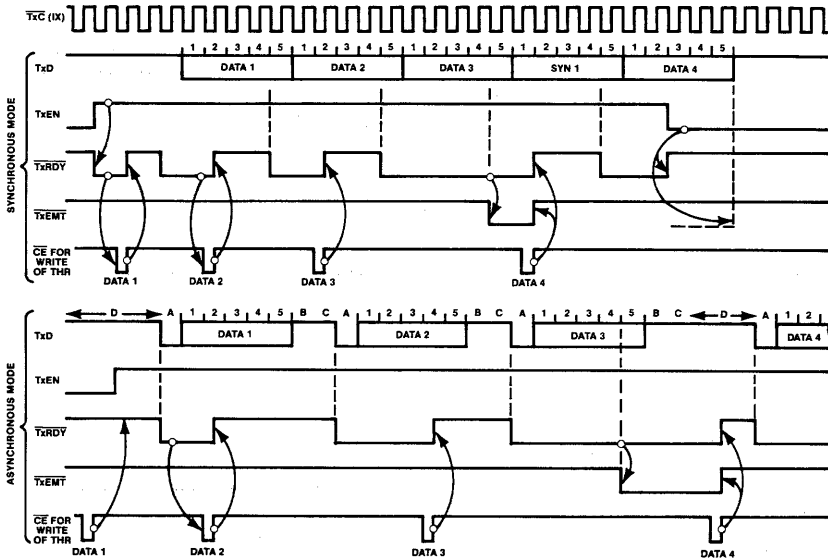 TxC (IX)
SYNCHRONOUS MODE
1 2 3 4 5 1 2 3 4 5 1 2 3 4 5 1 2 3 4 5 1 2 3 4 5
TxD DATA 1 DATA 2 DATA 3 SYN 1 DATA 4
TxEN
TxRDY
TxEMT
CE FOR
WRITE
OF THR
DATA 1 DATA 2 DATA 3 DATA 4
ASYNCHRONOUS MODE
D A 1 2 3 4 5 B C A 1 2 3 4 5 B C A 1 2 3 4 5 B C D A 1 2
TxD DATA 1 DATA 2 DATA 3 DATA 4
TxEN
TxRDY
TxEMT
CE FOR
WRITE
OF THR
DATA 1 DATA 2 DATA 3 DATA 4